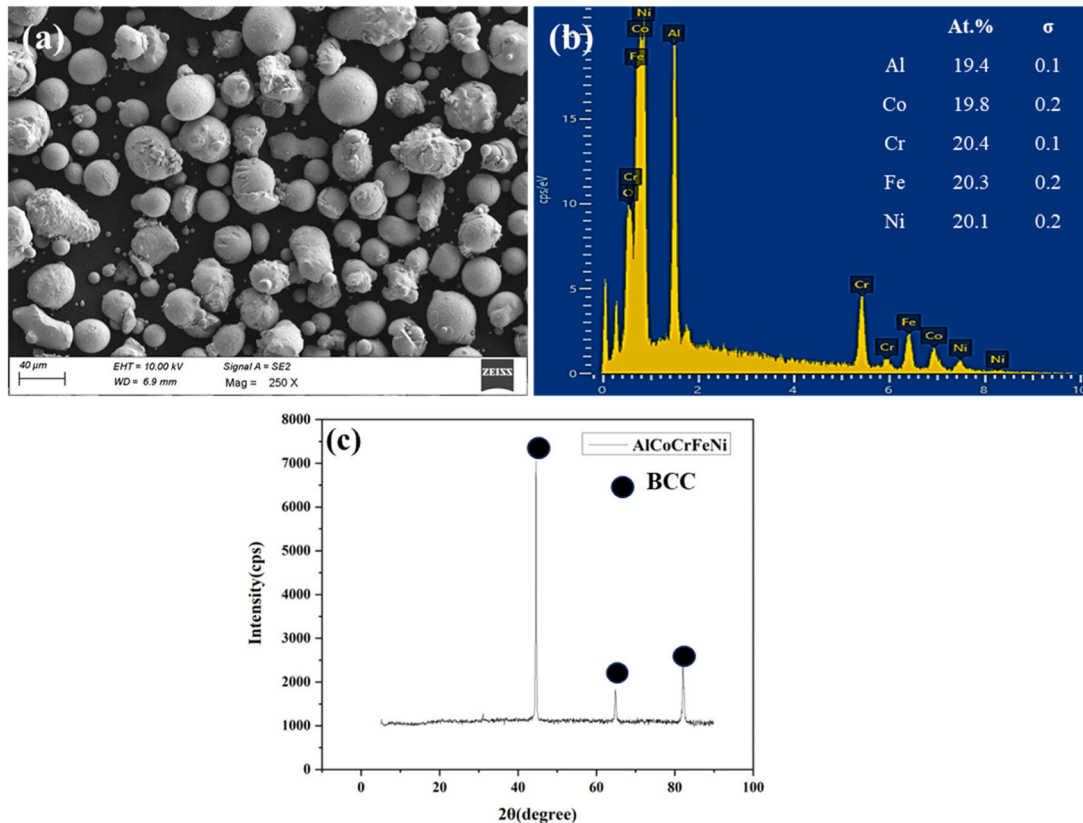 (a)
40 µm
EHT = 10.00 kV
WD = 6.9 mm
Signal A = SE2
Mag = 250 X
ZEISS
(b)
Ni
Co
Fe
Al
Cr
O
Cr
Cr
Fe
Co
Ni
Ni
cps/eV
15
10
5
0
0
2
4
6
8
10
At.% σ
Al 19.4 0.1
Co 19.8 0.2
Cr 20.4 0.1
Fe 20.3 0.2
Ni 20.1 0.2
(c)
AlCoCrFeNi
BCC
Intensity(cps)
8000
7000
6000
5000
4000
3000
2000
1000
0
0 20 40 60 80 100
2θ(degree)